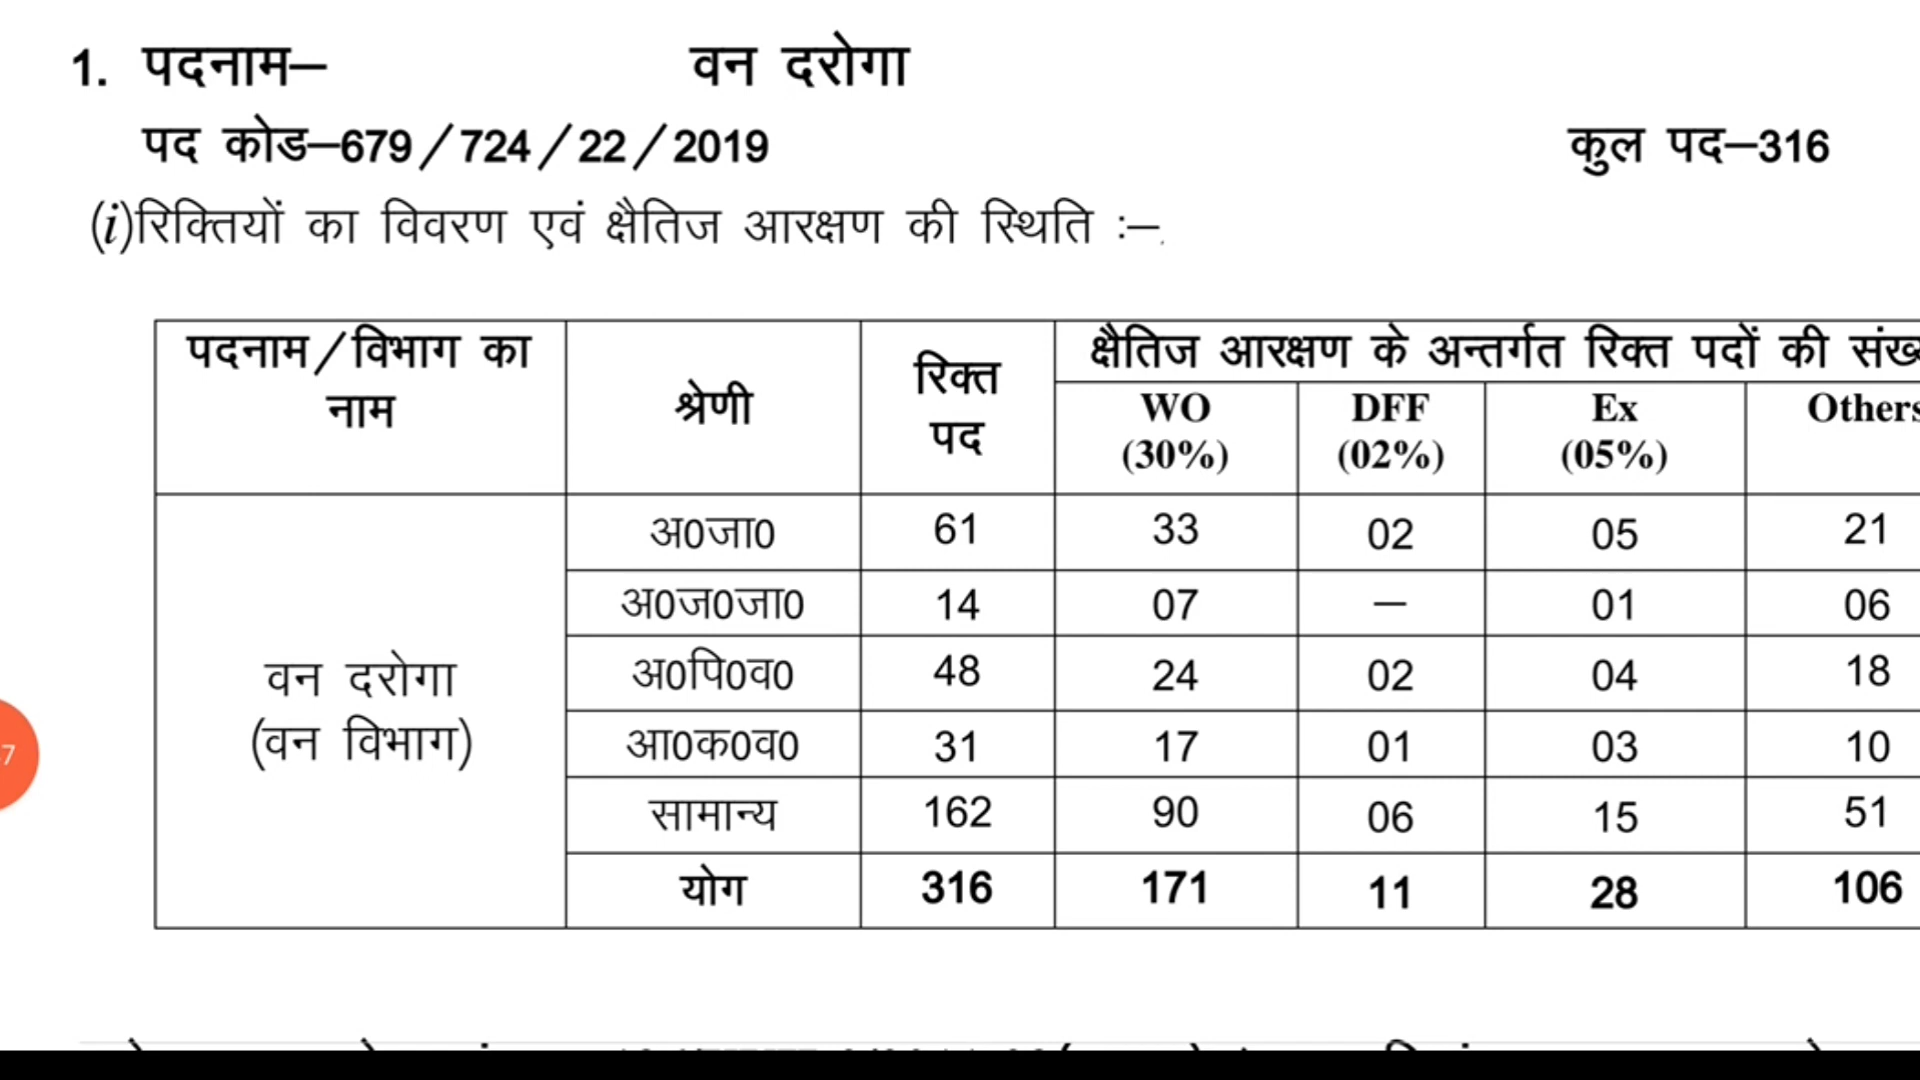 1. पदनाम– वन दरोगा
पद कोड–679/724/22/2019 कुल पद–316
(i)रिक्तियों का विवरण एवं क्षैतिज आरक्षण की स्थिति :–
पदनाम/विभाग का नाम श्रेणी रिक्त पद क्षैतिज आरक्षण के अन्तर्गत रिक्त पदों की
WO (30%) DFF (02%) Ex (05%) Others
वन दरोगा
(वन विभाग)
अ0जा0 61 33 02 05 21
अ0ज0जा0 14 07 — 01 06
अ0पि0व0 48 24 02 04 18
आ0क0व0 31 17 01 03 10
सामान्य 162 90 06 15 51
योग 316 171 11 28 106